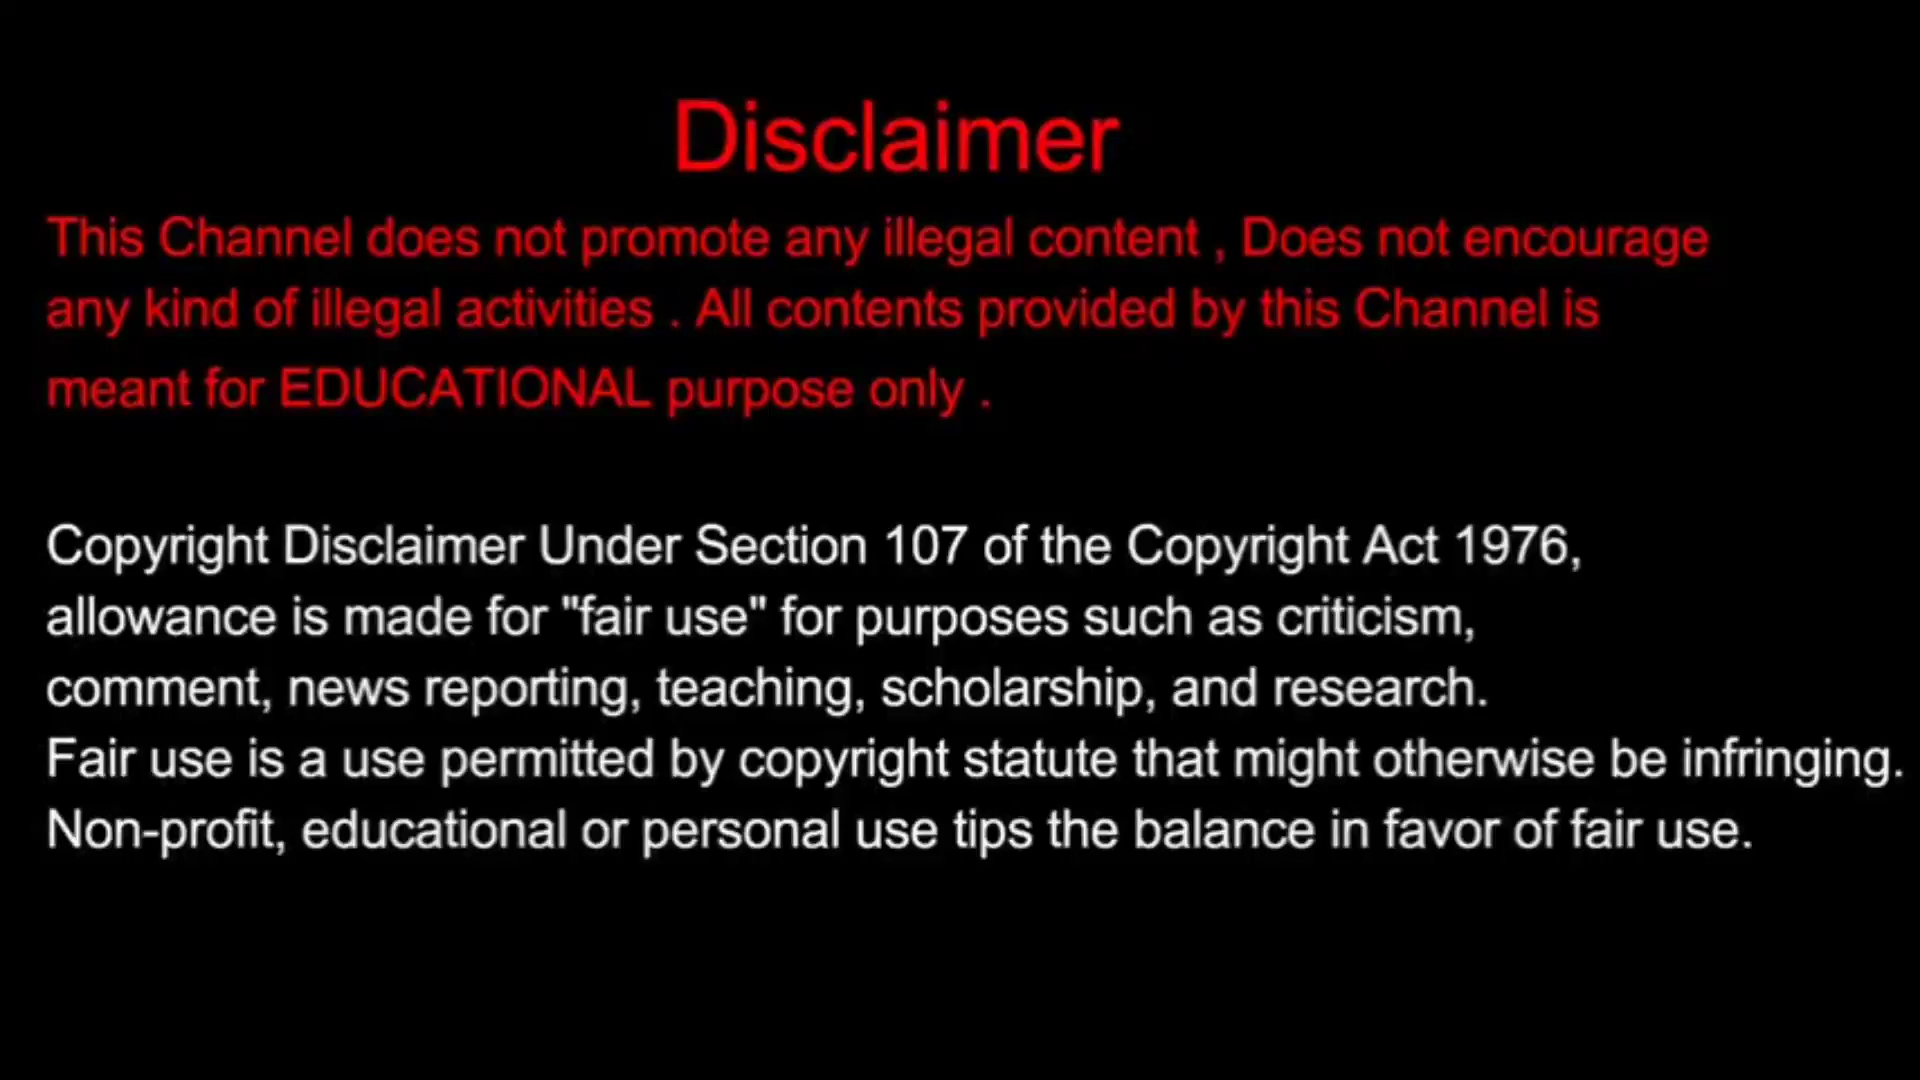 Disclaimer
This Channel does not promote any illegal content , Does not encourage
any kind of illegal activities . All contents provided by this Channel is
meant for EDUCATIONAL purpose only .
Copyright Disclaimer Under Section 107 of the Copyright Act 1976,
allowance is made for "fair use" for purposes such as criticism,
comment, news reporting, teaching, scholarship, and research.
Fair use is a use permitted by copyright statute that might otherwise be infringing.
Non-profit, educational or personal use tips the balance in favor of fair use.